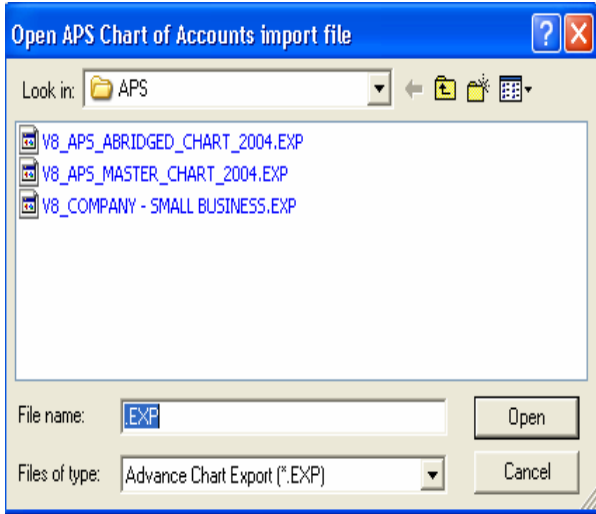 Open APS Chart of Accounts import file
Look in: APS
V8_APS_ABRIDGED_CHART_2004.EXP
V8_APS_MASTER_CHART_2004.EXP
V8_COMPANY - SMALL BUSINESS.EXP
File name: .EXP Open
Files of type: Advance Chart Export (*.EXP) Cancel